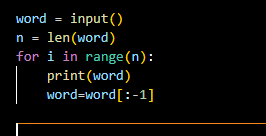 word = input()
n = len(word)
for i in range(n):
    print(word)
    word=word[:-1]